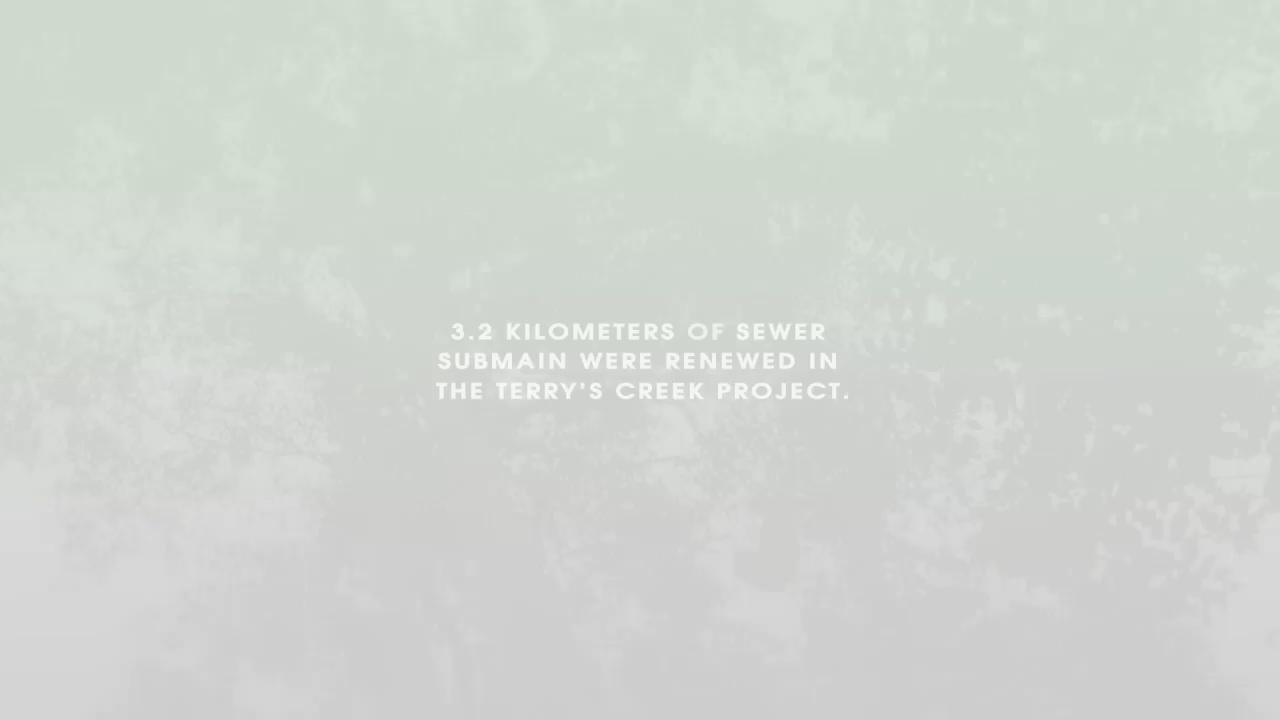 3.2 KILOMETERS OF SEWER
SUBMAIN WERE RENEWED IN
THE TERRY'S CREEK PROJECT.